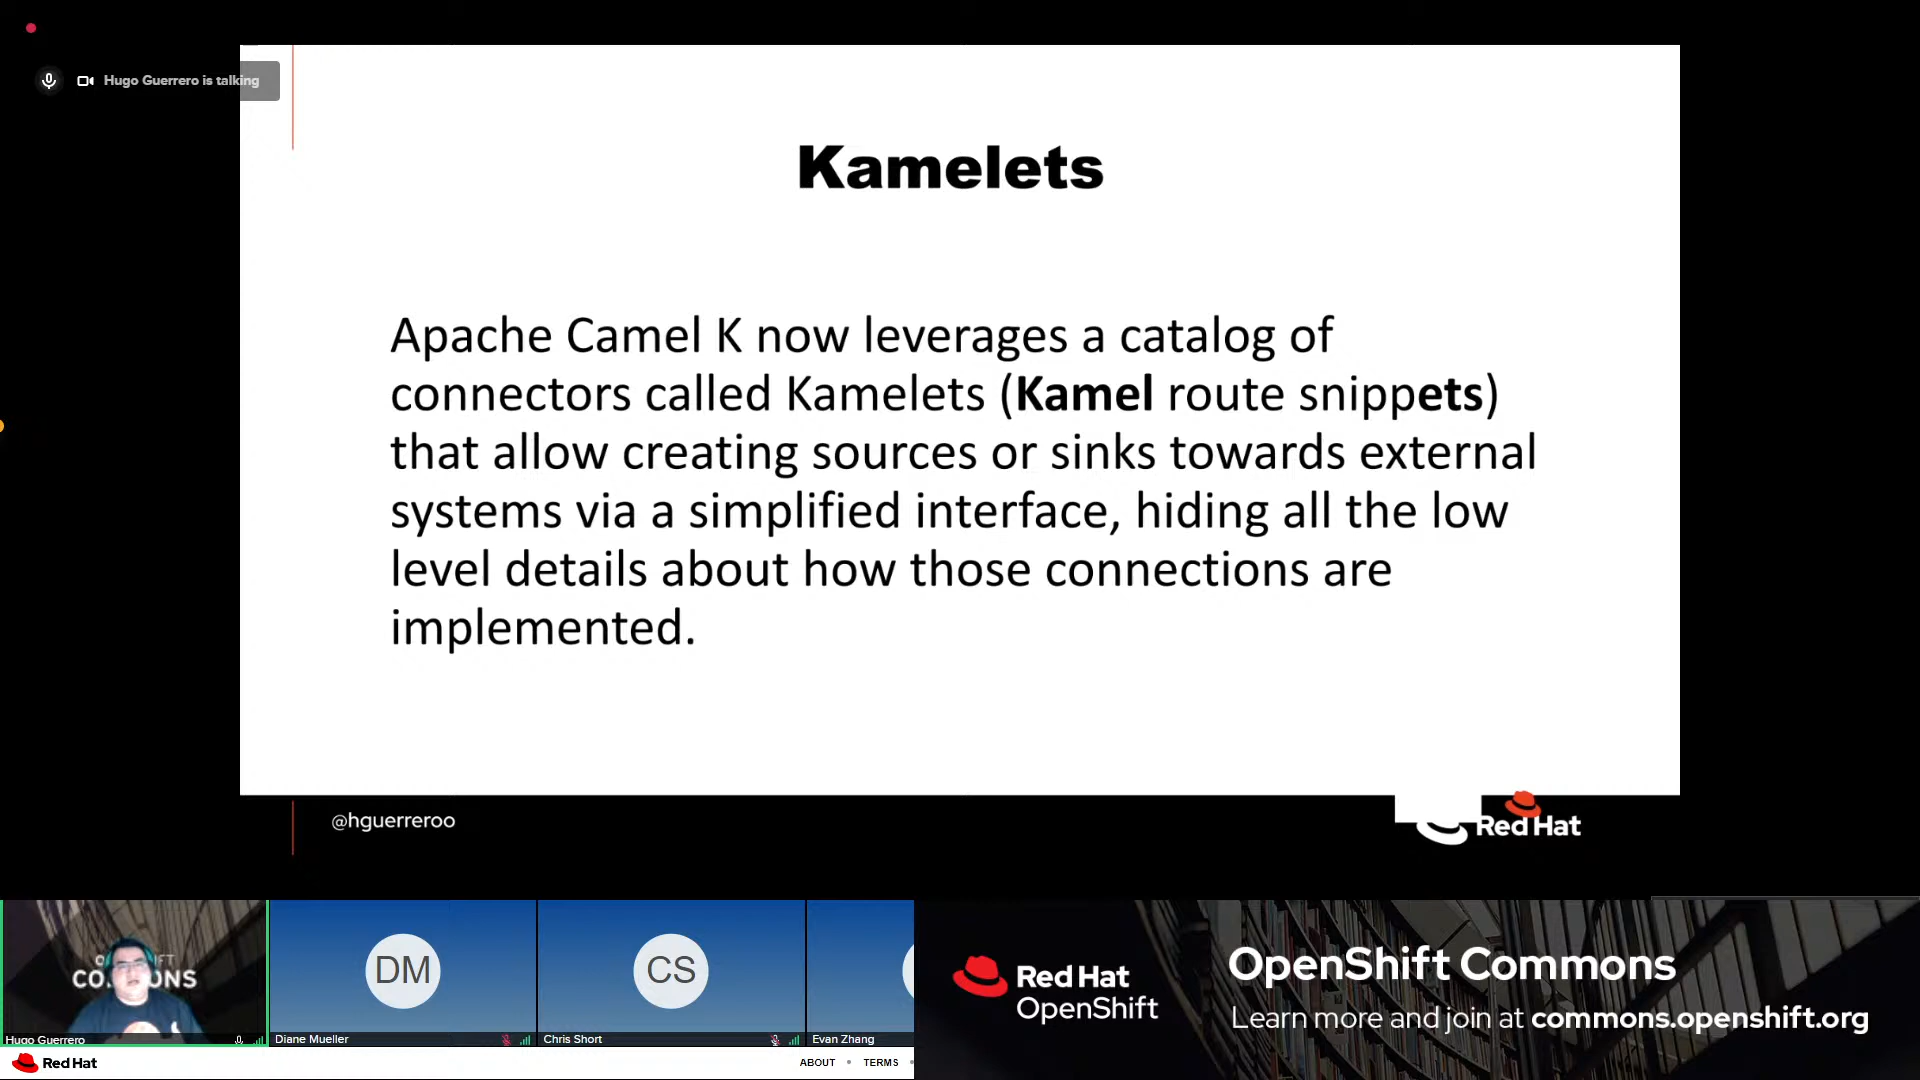 Hugo Guerrero is talking
Kamelets
Apache Camel K now leverages a catalog of
connectors called Kamelets (Kamel route snippets)
that allow creating sources or sinks towards external
systems via a simplified interface, hiding all the low
level details about how those connections are
implemented.
@hguerreroo
Red Hat
CO
ONS
Hugo Guerrero
DM
Diane Mueller
CS
Chris Short
Evan Zhang
Red Hat
ABOUT • TERMS •
Red Hat
OpenShift
OpenShift Commons
Learn more and join at commons.openshift.org